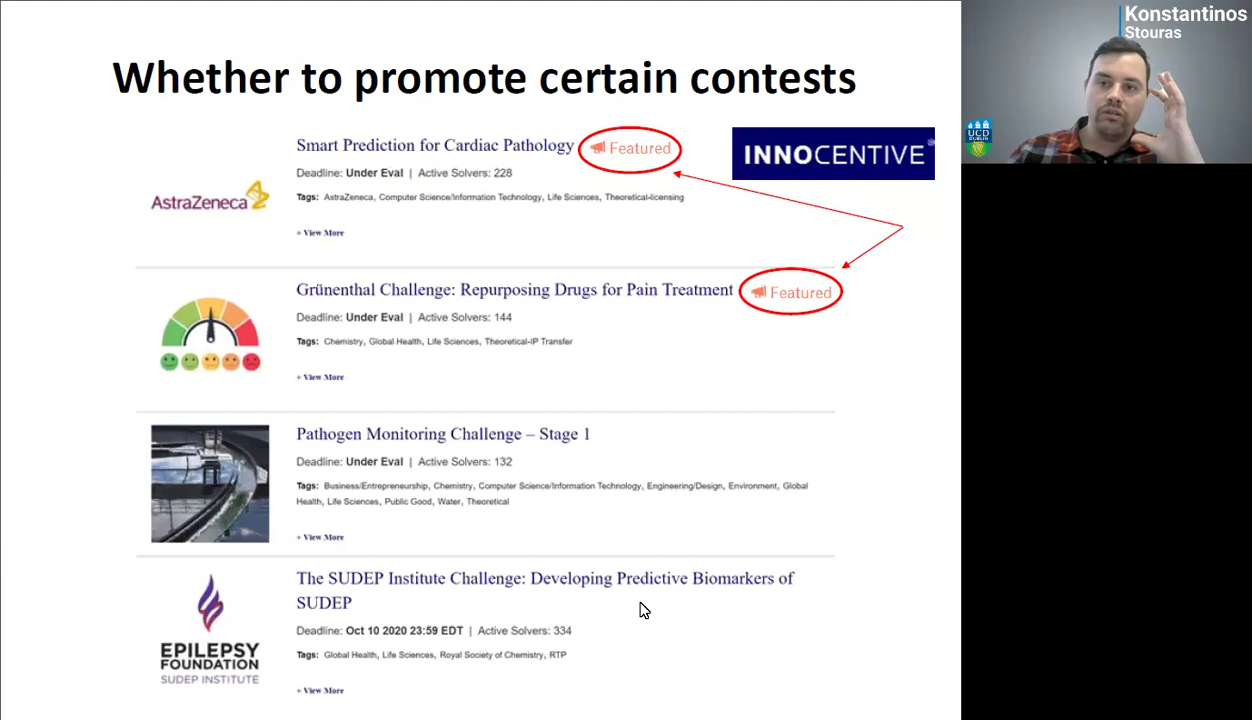 Konstantinos
Stouras
UCD
DUBLIN
Whether to promote certain contests
INNOCENTIVE®
Smart Prediction for Cardiac Pathology Featured
Deadline: Under Eval | Active Solvers: 228
AstraZeneca
Tags: AstraZeneca, Computer Science/Information Technology, Life Sciences, Theoretical-licensing
+ View More
Grünenthal Challenge: Repurposing Drugs for Pain Treatment Featured
Deadline: Under Eval | Active Solvers: 144
Tags: Chemistry, Global Health, Life Sciences, Theoretical-IP Transfer
+ View More
Pathogen Monitoring Challenge – Stage 1
Deadline: Under Eval | Active Solvers: 132
Tags: Business/Entrepreneurship, Chemistry, Computer Science/Information Technology, Engineering/Design, Environment, Global
Health, Life Sciences, Public Good, Water, Theoretical
+ View More
The SUDEP Institute Challenge: Developing Predictive Biomarkers of
SUDEP
Deadline: Oct 10 2020 23:59 EDT | Active Solvers: 334
Tags: Global Health, Life Sciences, Royal Society of Chemistry, RTP
+ View More
EPILEPSY
FOUNDATION
SUDEP INSTITUTE